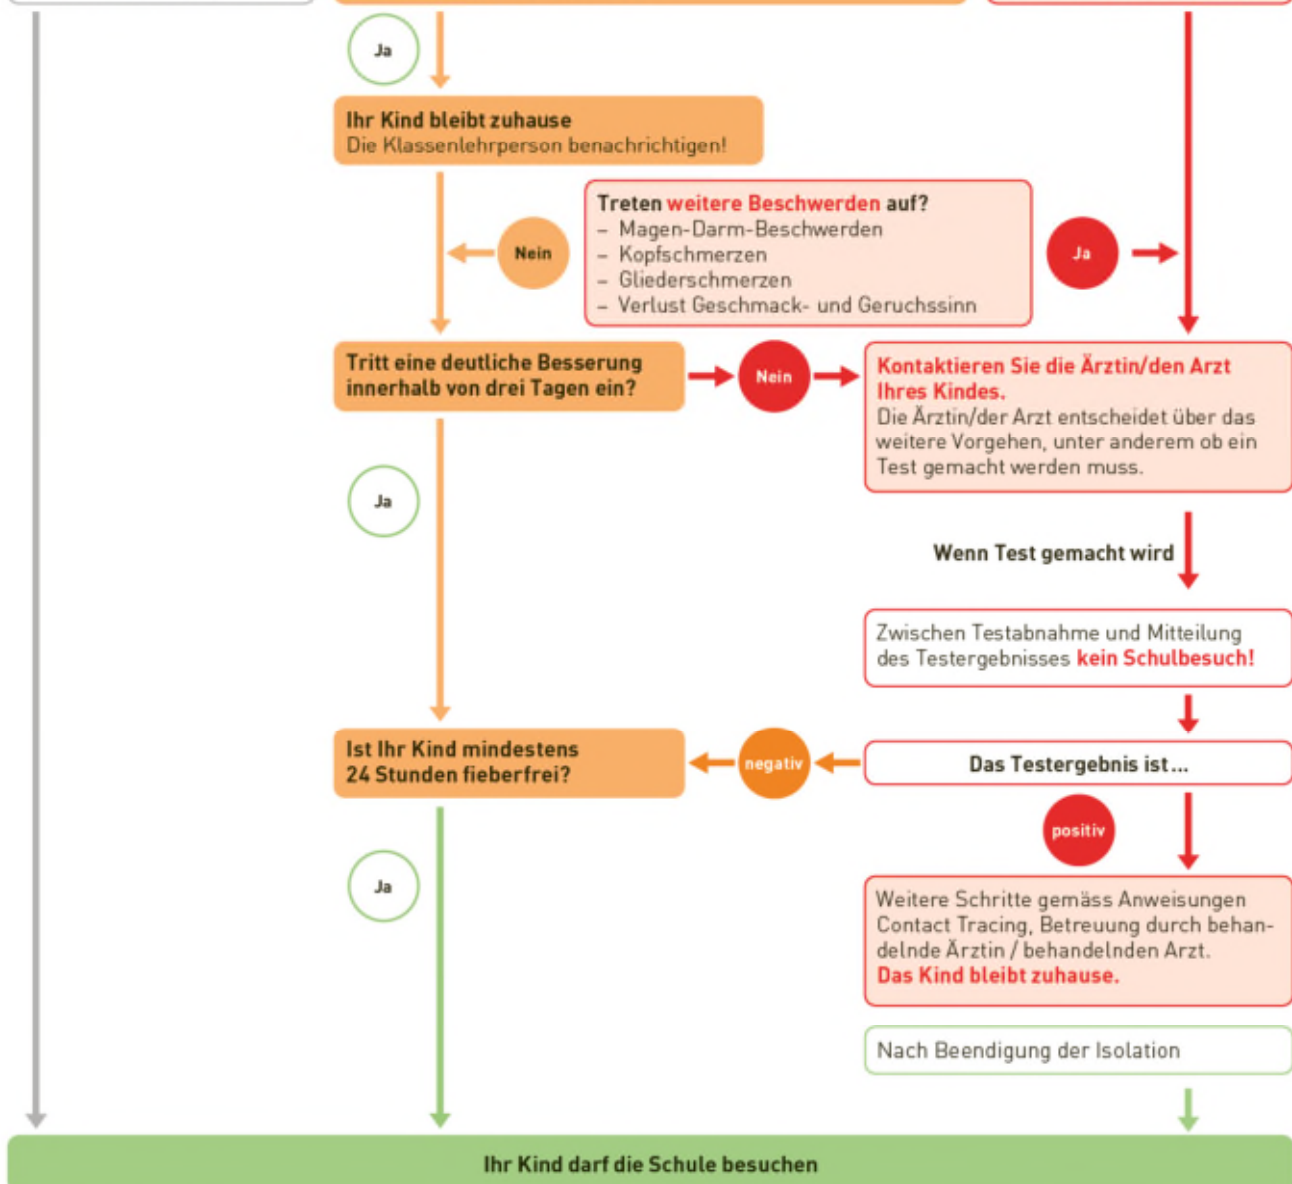 Ja
Ihr Kind bleibt zuhause
Die Klassenlehrperson benachrichtigen!
Treten weitere Beschwerden auf?
– Magen-Darm-Beschwerden
– Kopfschmerzen
– Gliederschmerzen
– Verlust Geschmack- und Geruchssinn
Nein
Ja
Tritt eine deutliche Besserung
innerhalb von drei Tagen ein?
Nein
Kontaktieren Sie die Ärztin/den Arzt
Ihres Kindes.
Die Ärztin/der Arzt entscheidet über das
weitere Vorgehen, unter anderem ob ein
Test gemacht werden muss.
Ja
Wenn Test gemacht wird
Zwischen Testabnahme und Mitteilung
des Testergebnisses kein Schulbesuch!
Ist Ihr Kind mindestens
24 Stunden fieberfrei?
negativ
Das Testergebnis ist ...
positiv
Ja
Weitere Schritte gemäss Anweisungen
Contact Tracing, Betreuung durch behan-
delnde Ärztin / behandelnden Arzt.
Das Kind bleibt zuhause.
Nach Beendigung der Isolation
Ihr Kind darf die Schule besuchen